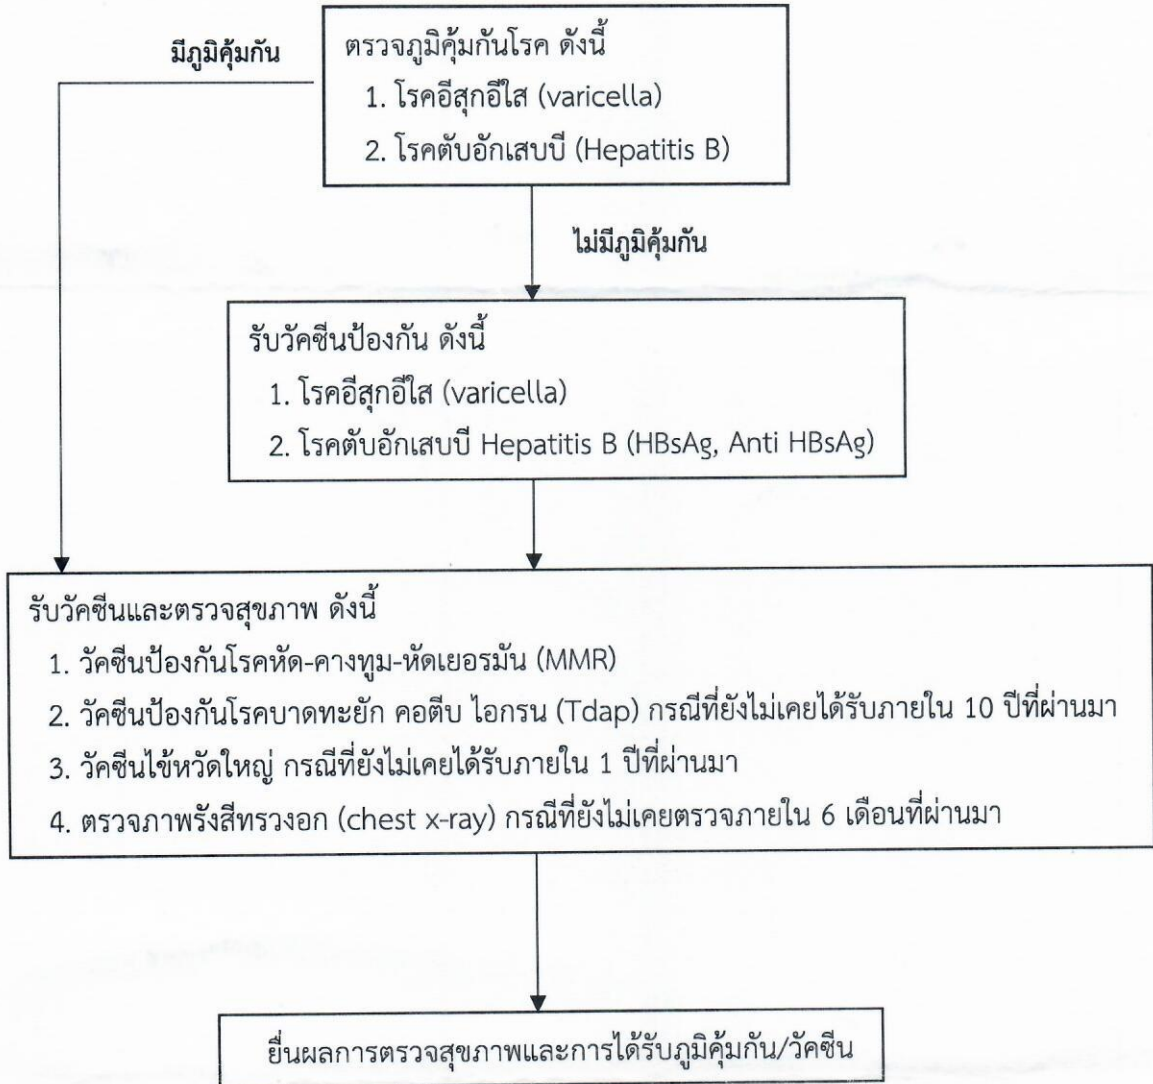 ตรวจภูมิคุ้มกันโรค ดังนี้
1. โรคอีสุกอีใส (varicella)
2. โรคตับอักเสบบี (Hepatitis B)
มีภูมิคุ้มกัน
ไม่มีภูมิคุ้มกัน
รับวัคซีนป้องกัน ดังนี้
1. โรคอีสุกอีใส (varicella)
2. โรคตับอักเสบบี Hepatitis B (HBsAg, Anti HBsAg)
รับวัคซีนและตรวจสุขภาพ ดังนี้
1. วัคซีนป้องกันโรคหัด-คางทูม-หัดเยอรมัน (MMR)
2. วัคซีนป้องกันโรคบาดทะยัก คอตีบ ไอกรน (Tdap) กรณีที่ยังไม่เคยได้รับภายใน 10 ปีที่ผ่านมา
3. วัคซีนไข้หวัดใหญ่ กรณีที่ยังไม่เคยได้รับภายใน 1 ปีที่ผ่านมา
4. ตรวจภาพรังสีทรวงอก (chest x-ray) กรณีที่ยังไม่เคยตรวจภายใน 6 เดือนที่ผ่านมา
ยื่นผลการตรวจสุขภาพและการได้รับภูมิคุ้มกัน/วัคซีน